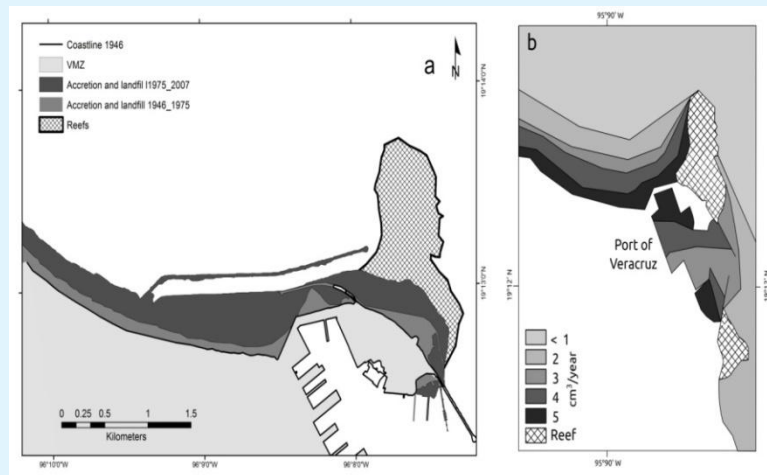 Coastline 1946
VMZ
Accretion and landfil l1975_2007
Accretion and landfill 1946_1975
Reefs
a
N
19°14'0"N
19°13'0"N
0 0.25 0.5 1 1.5
Kilometers
96°10'0"W 96°9'0"W 96°8'0"W
95°90' W
b
Port of
Veracruz
19°12' N
< 1
2
3
4
5
cm³/year
Reef
95°90' W